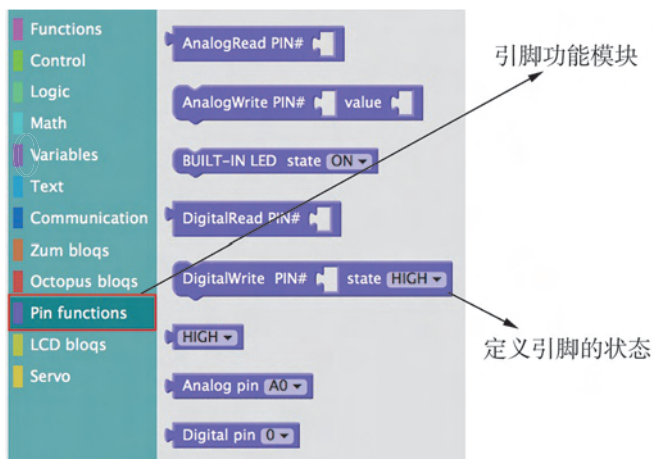 Functions
Control
Logic
Math
Variables
Text
Communication
Zum bloqs
Octopus bloqs
Pin functions
LCD bloqs
Servo
AnalogRead PIN#
AnalogWrite PIN# value
BUILT-IN LED state ON
DigitalRead PIN#
DigitalWrite PIN# state HIGH
HIGH
Analog pin A0
Digital pin 0
引脚功能模块
定义引脚的状态